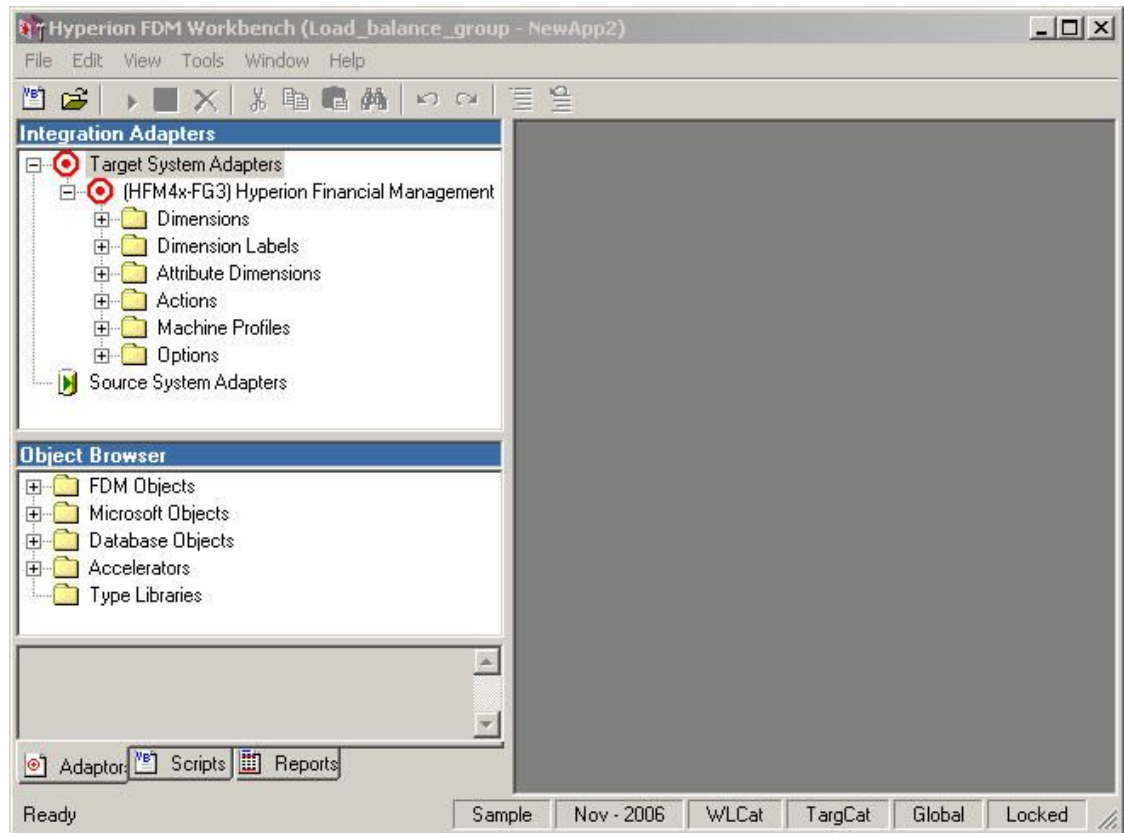 Hyperion FDM Workbench (Load_balance_group - NewApp2)
File Edit View Tools Window Help
Integration Adapters
Target System Adapters
(HFM4x-FG3) Hyperion Financial Management
Dimensions
Dimension Labels
Attribute Dimensions
Actions
Machine Profiles
Options
Source System Adapters
Object Browser
FDM Objects
Microsoft Objects
Database Objects
Accelerators
Type Libraries
Adaptor Scripts Reports
Ready Sample Nov - 2006 WLCat TargCat Global Locked